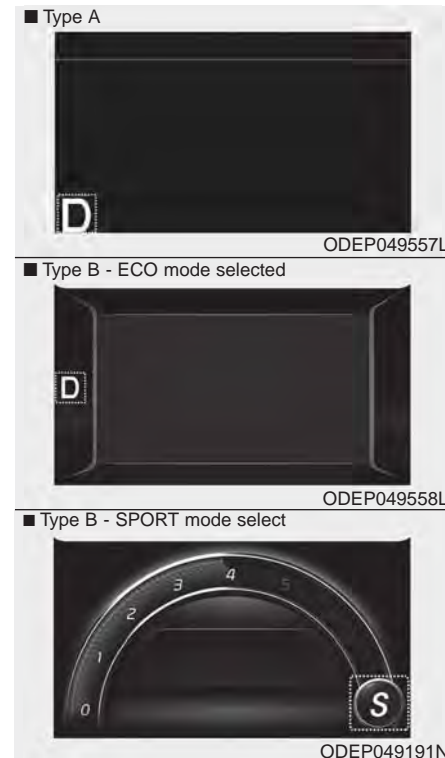 ■ Type A
D
ODEP049557L
■ Type B - ECO mode selected
D
ODEP049558L
■ Type B - SPORT mode select
0 1 2 3 4 5
S
ODEP049191N